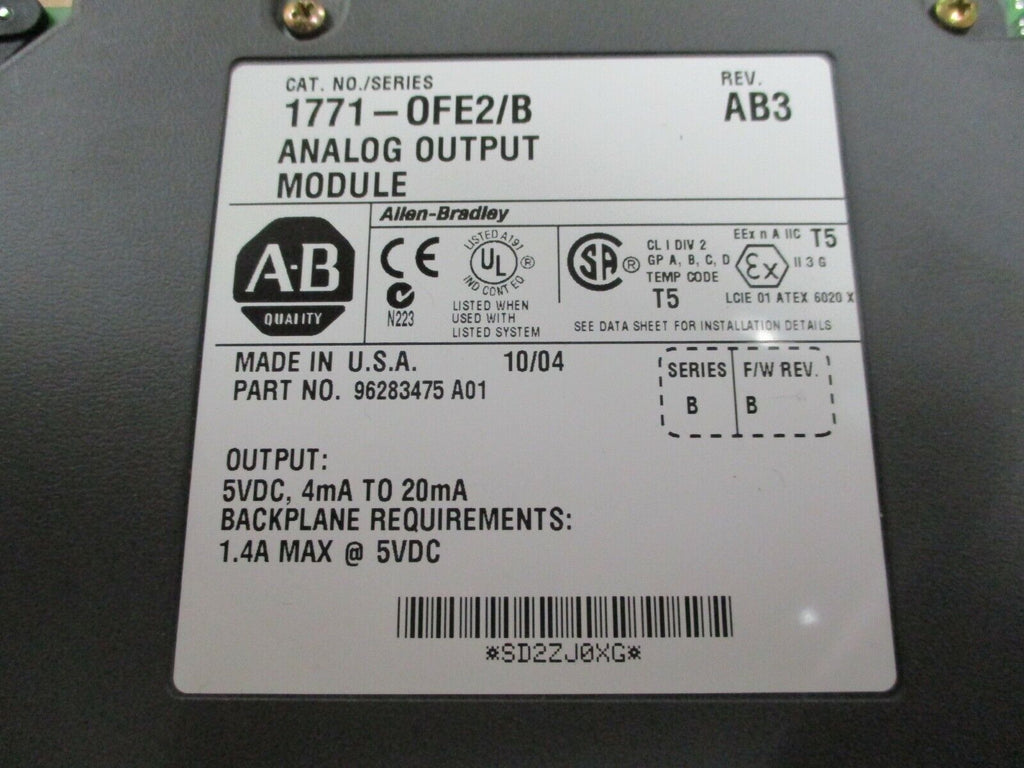 CAT. NO./SERIES
REV.
1771-OFE2/B
AB3
ANALOG OUTPUT
MODULE
Allen-Bradley
A-B
QUALITY
CE
N223
LISTED A191
UL
®
IND CONT EQ
LISTED WHEN
USED WITH
LISTED SYSTEM
SA ®
CL I DIV 2
GP A, B, C, D
TEMP CODE
T5
EEx n A IIC T5
Ex II 3 G
LCIE 01 ATEX 6020 X
SEE DATA SHEET FOR INSTALLATION DETAILS
MADE IN U.S.A. 10/04
PART NO. 96283475 A01
SERIES F/W REV.
B B
OUTPUT:
5VDC, 4mA TO 20mA
BACKPLANE REQUIREMENTS:
1.4A MAX @ 5VDC
*SD2ZJ0XG*